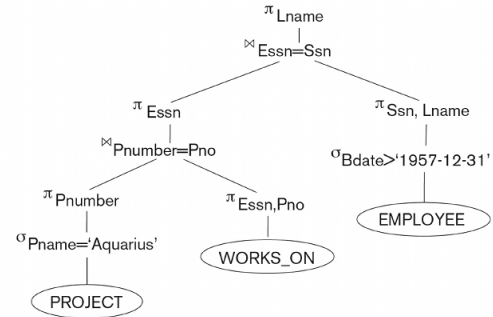 π Lname
⋈ Essn=Ssn
π Essn
π Ssn, Lname
⋈ Pnumber=Pno
σ Bdate>‘1957-12-31’
π Pnumber
π Essn,Pno
EMPLOYEE
σ Pname=‘Aquarius’
WORKS_ON
PROJECT